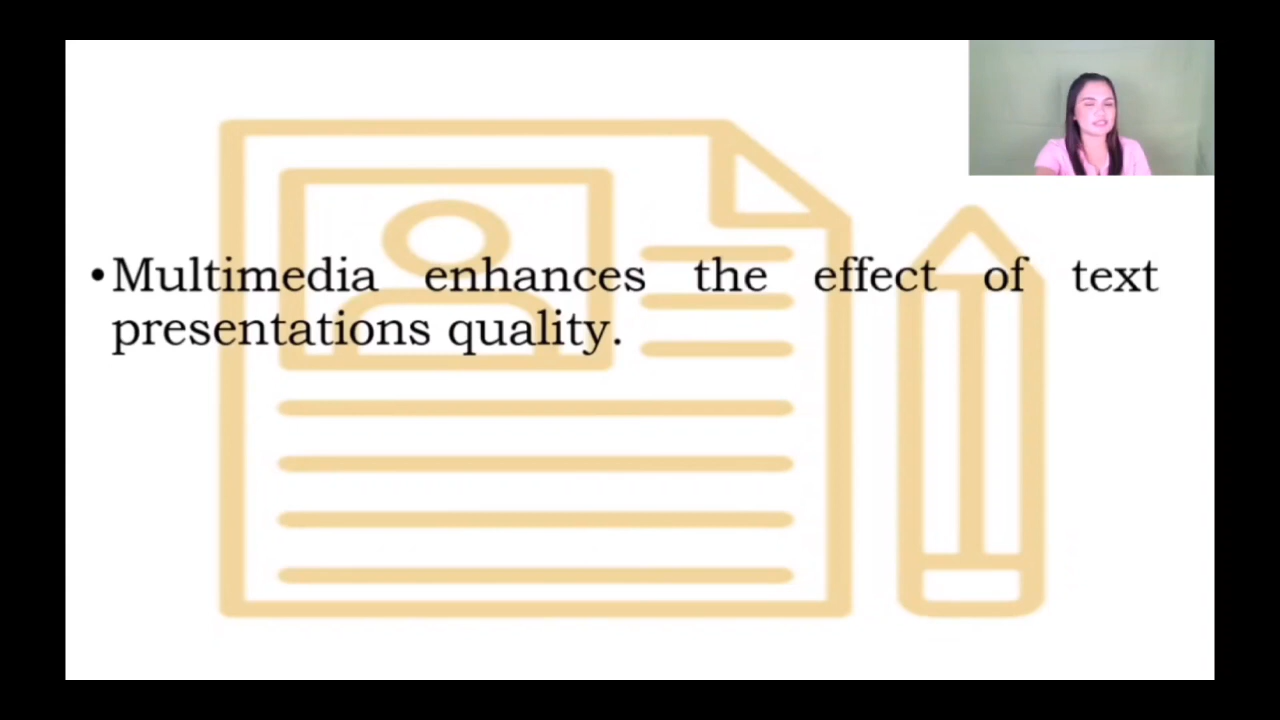 •Multimedia enhances the effect of text
presentations quality.